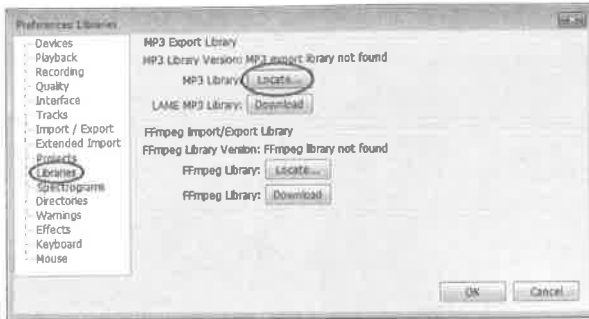 Preferences: Libraries
Devices
Playback
Recording
Quality
Interface
Tracks
Import / Export
Extended Import
Projects
Libraries
Spectrograms
Directories
Warnings
Effects
Keyboard
Mouse
MP3 Export Library
MP3 Library Version: MP3 export library not found
MP3 Library: Locate...
LAME MP3 Library: Download
FFmpeg Import/Export Library
FFmpeg Library Version: FFmpeg library not found
FFmpeg Library: Locate...
FFmpeg Library: Download
OK Cancel